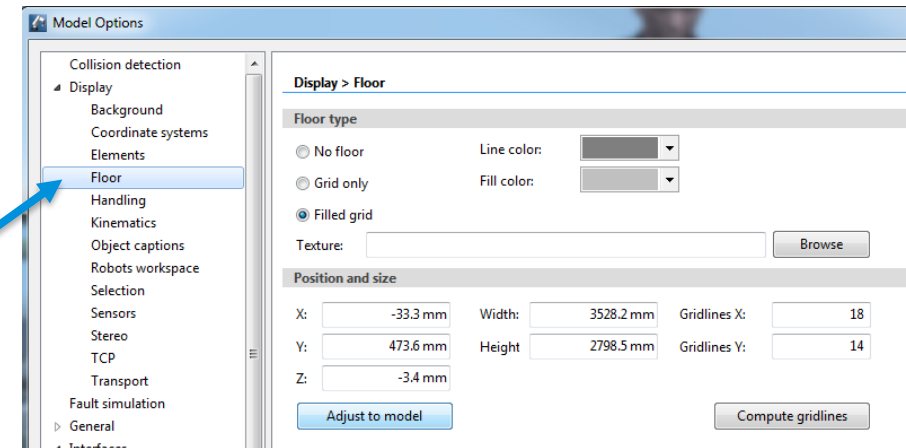 Model Options
Collision detection
Display
Background
Coordinate systems
Elements
Floor
Handling
Kinematics
Object captions
Robots workspace
Selection
Sensors
Stereo
TCP
Transport
Fault simulation
General
Interfaces
Display > Floor
Floor type
No floor
Line color:
Grid only
Fill color:
Filled grid
Texture:
Browse
Position and size
X: -33.3 mm Width: 3528.2 mm Gridlines X: 18
Y: 473.6 mm Height 2798.5 mm Gridlines Y: 14
Z: -3.4 mm
Adjust to model
Compute gridlines